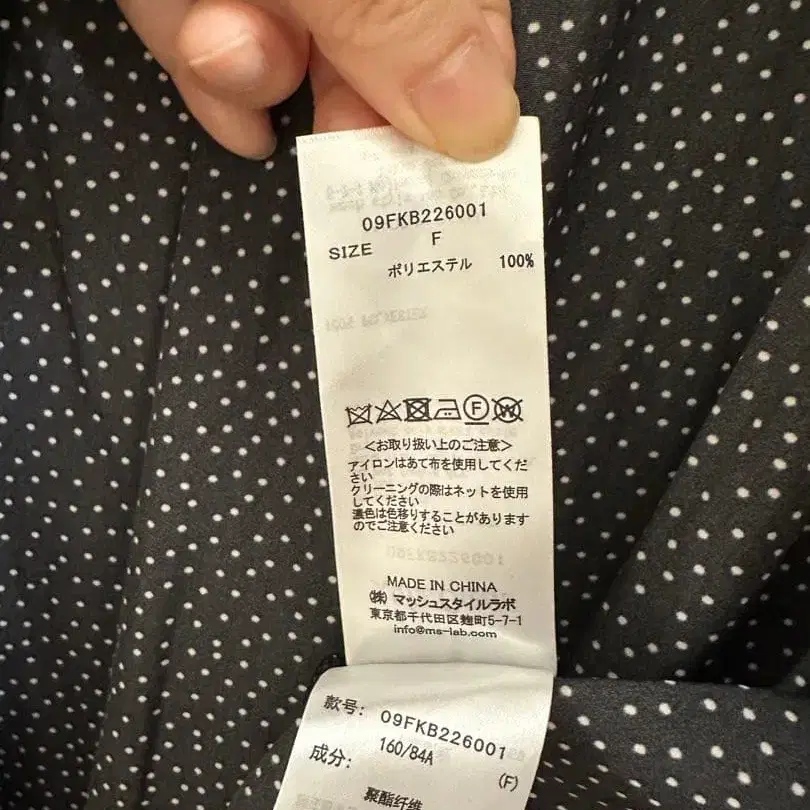 09FKB226001
SIZE F
ポリエステル 100%
<お取り扱い上のご注意>
アイロンはあて布を使用してくだ
さい
クリーニングの際はネットを使用
してください
濃色は色移りすることがあります
のでご注意ください
MADE IN CHINA
(株) マッシュスタイルラボ
東京都千代田区麹町5-7-1
info@ms-lab.com
款号: 09FKB226001
160/84A
(F)
成分:
聚酯纤维